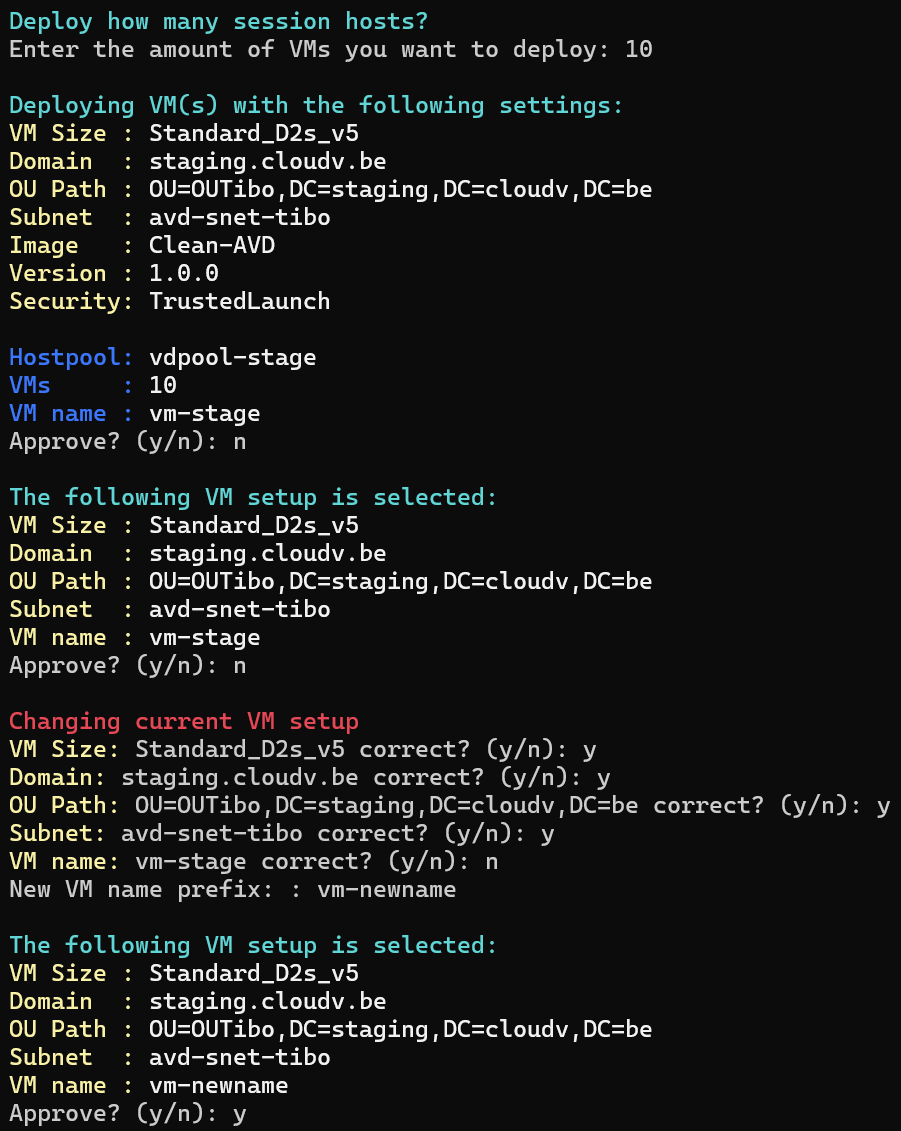 Deploy how many session hosts?
Enter the amount of VMs you want to deploy: 10
Deploying VM(s) with the following settings:
VM Size : Standard_D2s_v5
Domain  : staging.cloudv.be
OU Path : OU=OUTibo,DC=staging,DC=cloudv,DC=be
Subnet  : avd-snet-tibo
Image   : Clean-AVD
Version : 1.0.0
Security: TrustedLaunch
Hostpool: vdpool-stage
VMs     : 10
VM name : vm-stage
Approve? (y/n): n
The following VM setup is selected:
VM Size : Standard_D2s_v5
Domain  : staging.cloudv.be
OU Path : OU=OUTibo,DC=staging,DC=cloudv,DC=be
Subnet  : avd-snet-tibo
VM name : vm-stage
Approve? (y/n): n
Changing current VM setup
VM Size: Standard_D2s_v5 correct? (y/n): y
Domain: staging.cloudv.be correct? (y/n): y
OU Path: OU=OUTibo,DC=staging,DC=cloudv,DC=be correct? (y/n): y
Subnet: avd-snet-tibo correct? (y/n): y
VM name: vm-stage correct? (y/n): n
New VM name prefix: : vm-newname
The following VM setup is selected:
VM Size : Standard_D2s_v5
Domain  : staging.cloudv.be
OU Path : OU=OUTibo,DC=staging,DC=cloudv,DC=be
Subnet  : avd-snet-tibo
VM name : vm-newname
Approve? (y/n): y